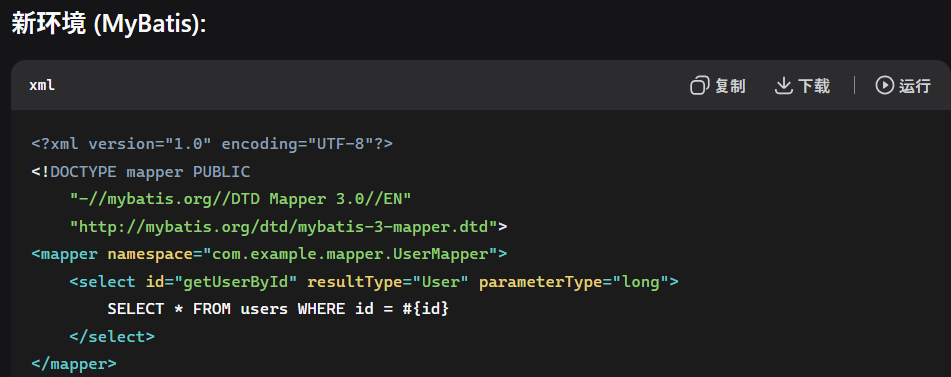 新环境 (MyBatis):
xml 复制 下载 运行
<?xml version="1.0" encoding="UTF-8"?>
<!DOCTYPE mapper PUBLIC
    "-//mybatis.org//DTD Mapper 3.0//EN"
    "http://mybatis.org/dtd/mybatis-3-mapper.dtd">
<mapper namespace="com.example.mapper.UserMapper">
    <select id="getUserById" resultType="User" parameterType="long">
        SELECT * FROM users WHERE id = #{id}
    </select>
</mapper>